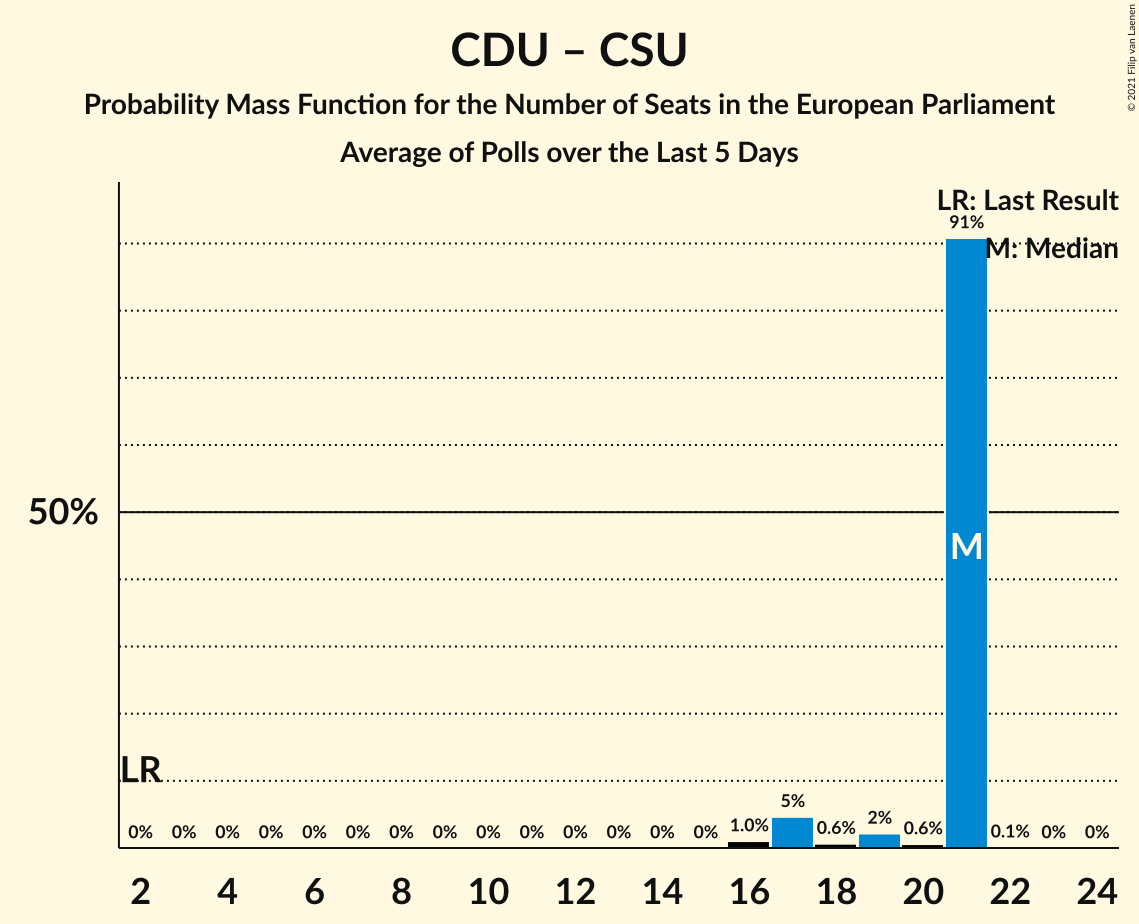 CDU – CSU
Probability Mass Function for the Number of Seats in the European Parliament
Average of Polls over the Last 5 Days
© 2021 Filip van Laenen
LR: Last Result
91%
M: Median
50%
M
LR
0% 0% 0% 0% 0% 0% 0% 0% 0% 0% 0% 0% 0% 0% 1.0% 5% 0.6% 2% 0.6% 0.1% 0% 0%
2 4 6 8 10 12 14 16 18 20 22 24